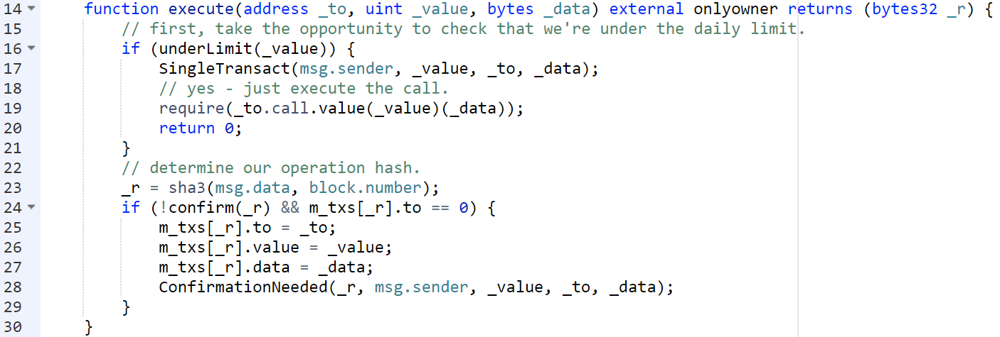 14 function execute(address _to, uint _value, bytes _data) external onlyowner returns (bytes32 _r) {
15 // first, take the opportunity to check that we're under the daily limit.
16 if (underLimit(_value)) {
17 SingleTransact(msg.sender, _value, _to, _data);
18 // yes - just execute the call.
19 require(_to.call.value(_value)(_data));
20 return 0;
21 }
22 // determine our operation hash.
23 _r = sha3(msg.data, block.number);
24 if (!confirm(_r) && m_txs[_r].to == 0) {
25 m_txs[_r].to = _to;
26 m_txs[_r].value = _value;
27 m_txs[_r].data = _data;
28 ConfirmationNeeded(_r, msg.sender, _value, _to, _data);
29 }
30 }